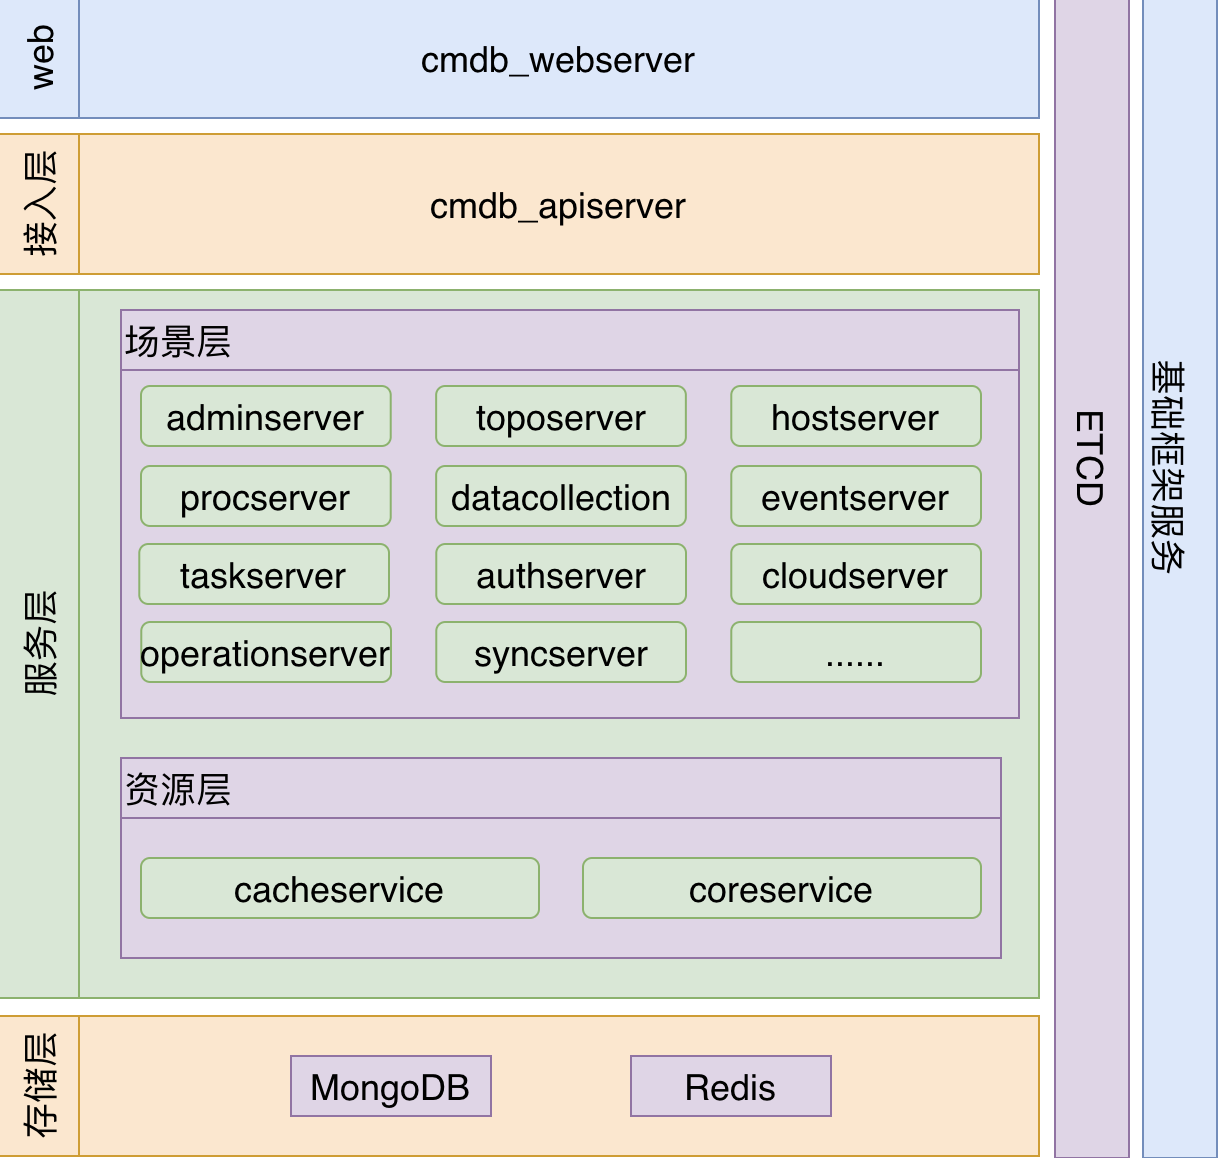 web
cmdb_webserver
接入层
cmdb_apiserver
服务层
场景层
adminserver
toposerver
hostserver
procserver
datacollection
eventserver
taskserver
authserver
cloudserver
operationserver
syncserver
......
资源层
cacheservice
coreservice
存储层
MongoDB
Redis
ETCD
基础框架服务